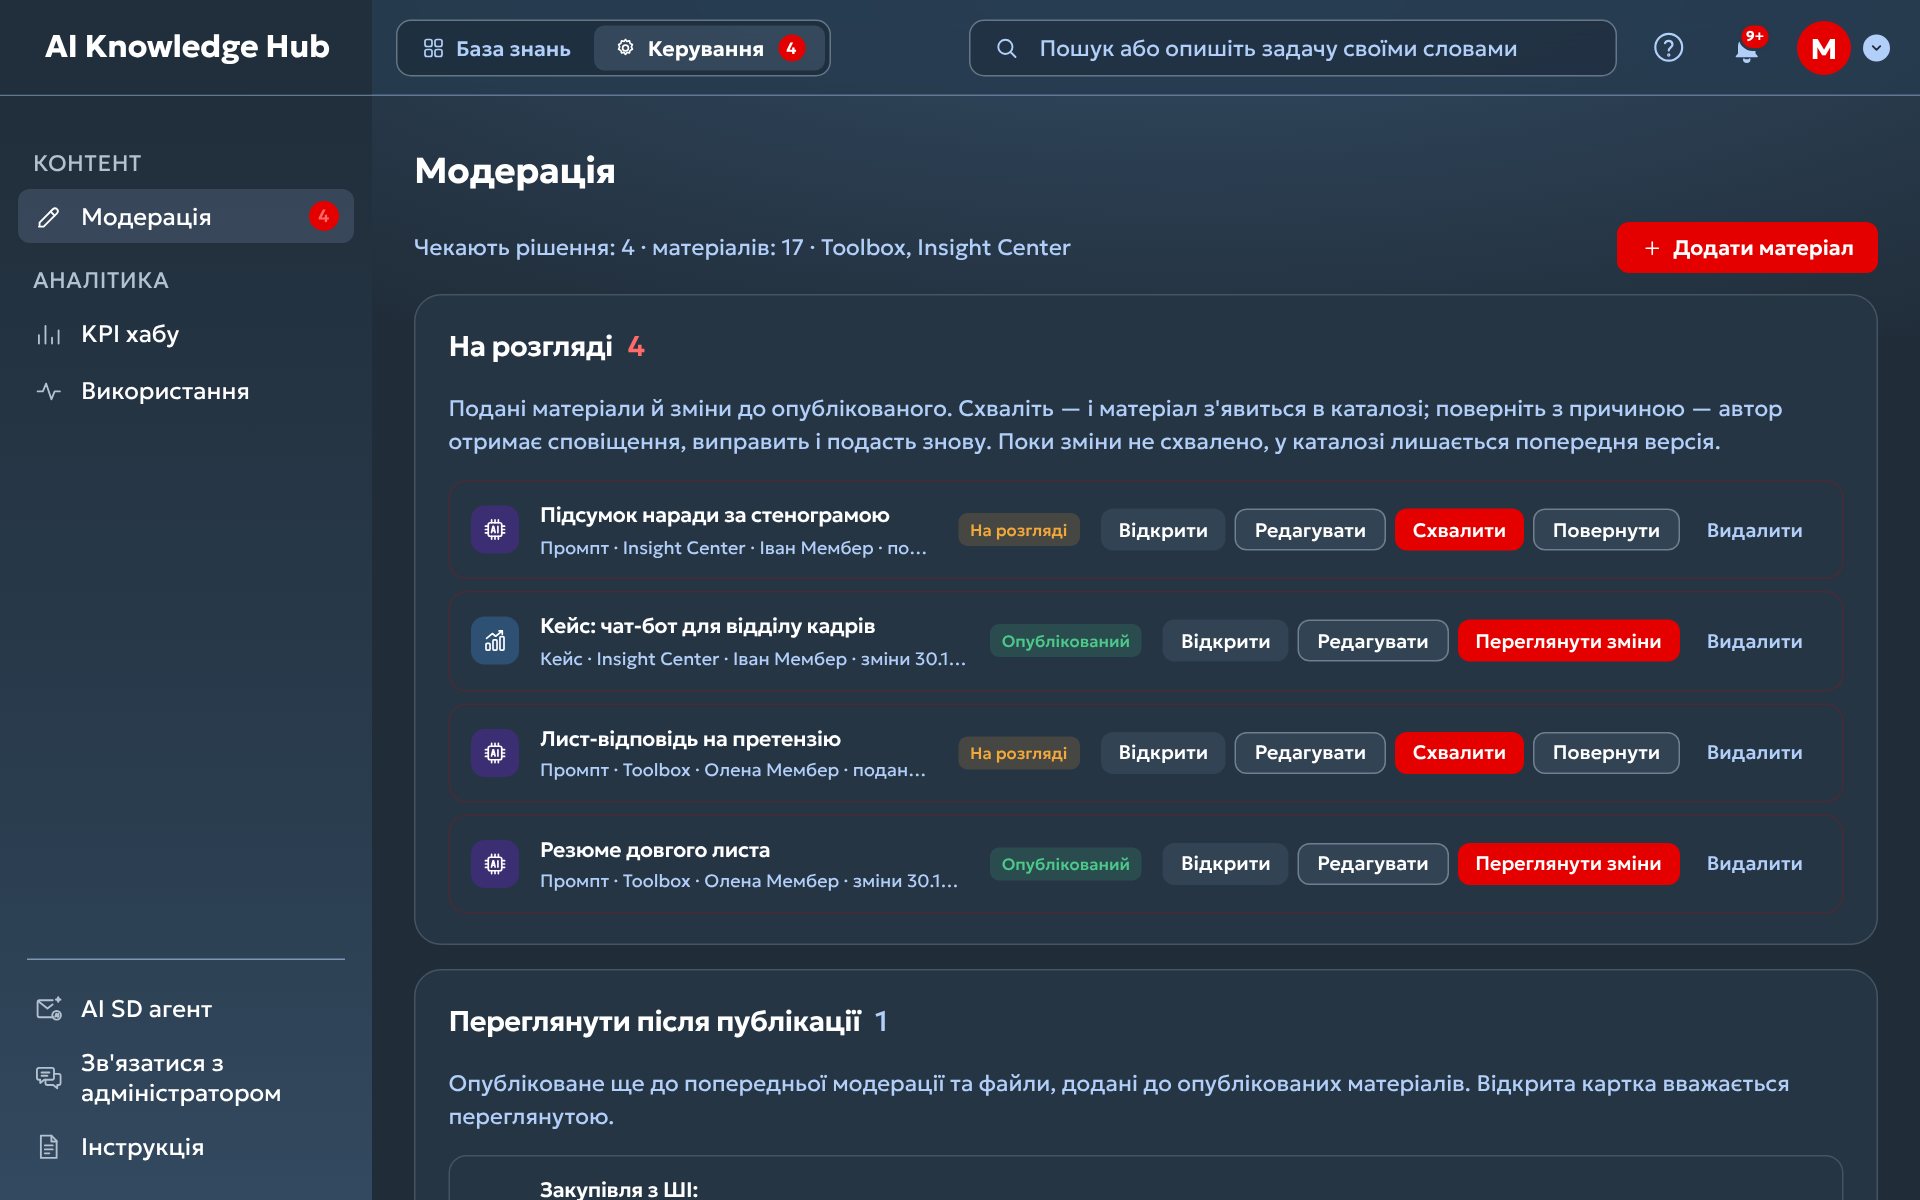 AI Knowledge Hub
База знань
Керування 4
Пошук або опишіть задачу своїми словами
?
9+
M
КОНТЕНТ
Модерація 4
АНАЛІТИКА
KPI хабу
Використання
AI SD агент
Зв'язатися з
адміністратором
Інструкція
Модерація
Чекають рішення: 4 · матеріалів: 17 · Toolbox, Insight Center
+ Додати матеріал
На розгляді 4
Подані матеріали й зміни до опублікованого. Схваліть — і матеріал з'явиться в каталозі; поверніть з причиною — автор
отримає сповіщення, виправить і подасть знову. Поки зміни не схвалено, у каталозі лишається попередня версія.
AI
Підсумок наради за стенограмою
Промпт · Insight Center · Іван Мембер · по…
На розгляді
Відкрити
Редагувати
Схвалити
Повернути
Видалити
Кейс: чат-бот для відділу кадрів
Кейс · Insight Center · Іван Мембер · зміни 30.1…
Опублікований
Відкрити
Редагувати
Переглянути зміни
Видалити
AI
Лист-відповідь на претензію
Промпт · Toolbox · Олена Мембер · подан…
На розгляді
Відкрити
Редагувати
Схвалити
Повернути
Видалити
AI
Резюме довгого листа
Промпт · Toolbox · Олена Мембер · зміни 30.1…
Опублікований
Відкрити
Редагувати
Переглянути зміни
Видалити
Переглянути після публікації 1
Опубліковане ще до попередньої модерації та файли, додані до опублікованих матеріалів. Відкрита картка вважається
переглянутою.
Закупівля з ШІ: